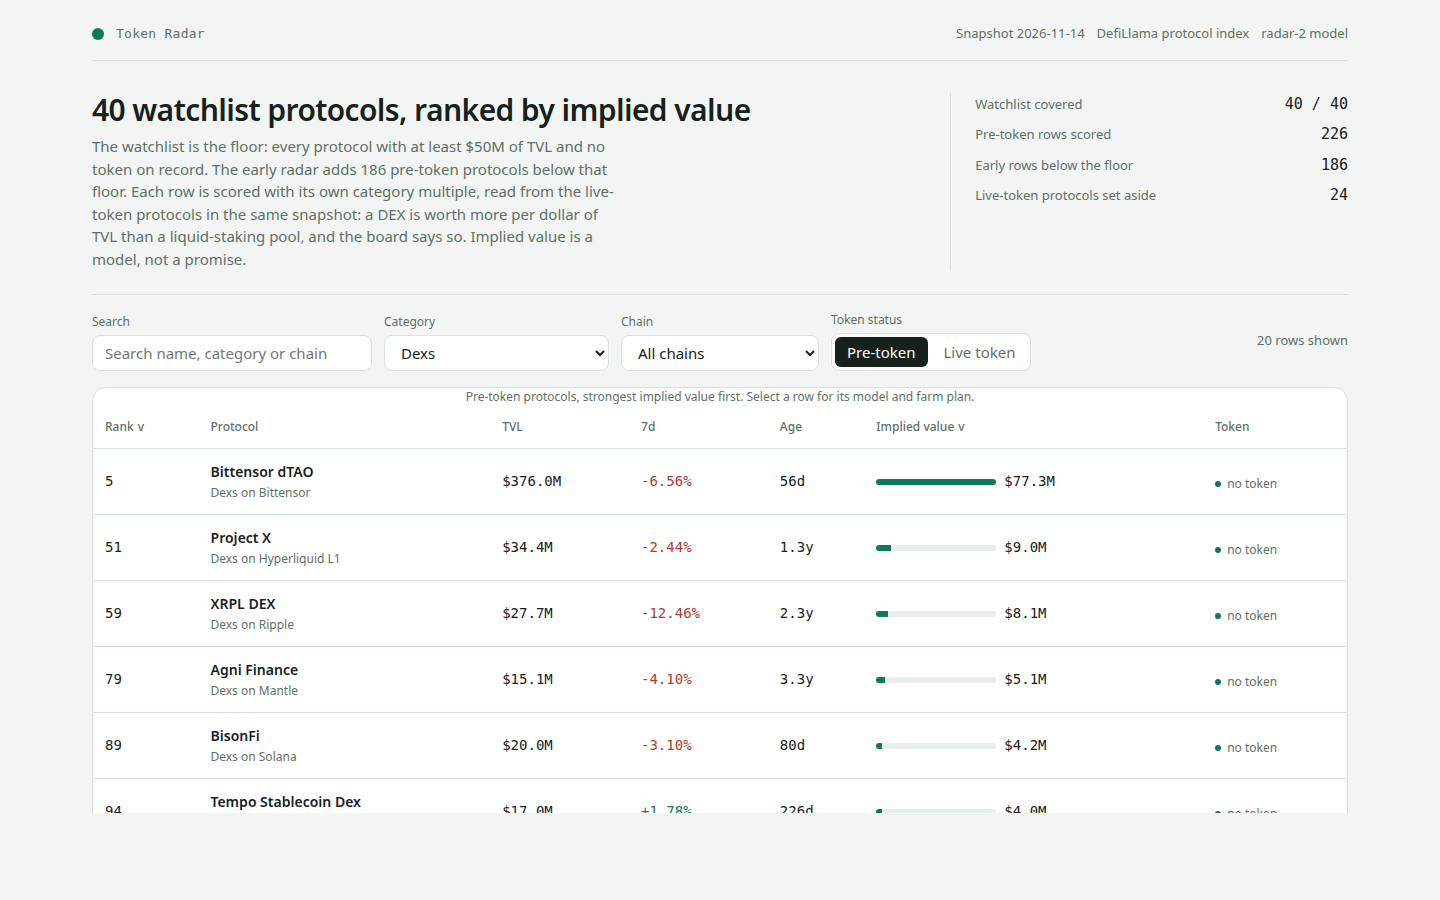 Token Radar
Snapshot 2026-11-14 DefiLlama protocol index radar-2 model
40 watchlist protocols, ranked by implied value
The watchlist is the floor: every protocol with at least $50M of TVL and no
token on record. The early radar adds 186 pre-token protocols below that
floor. Each row is scored with its own category multiple, read from the live-
token protocols in the same snapshot: a DEX is worth more per dollar of
TVL than a liquid-staking pool, and the board says so. Implied value is a
model, not a promise.
Watchlist covered 40 / 40
Pre-token rows scored 226
Early rows below the floor 186
Live-token protocols set aside 24
Search
Search name, category or chain
Category
Dexs
Chain
All chains
Token status
Pre-token Live token
20 rows shown
Pre-token protocols, strongest implied value first. Select a row for its model and farm plan.
Rank v Protocol TVL 7d Age Implied value v Token
5 Bittensor dTAO $376.0M -6.56% 56d $77.3M no token
Dexs on Bittensor
51 Project X $34.4M -2.44% 1.3y $9.0M no token
Dexs on Hyperliquid L1
59 XRPL DEX $27.7M -12.46% 2.3y $8.1M no token
Dexs on Ripple
79 Agni Finance $15.1M -4.10% 3.3y $5.1M no token
Dexs on Mantle
89 BisonFi $20.0M -3.10% 80d $4.2M no token
Dexs on Solana
94 Tempo Stablecoin Dex $17.0M +1.78% 226d $4.0M no token